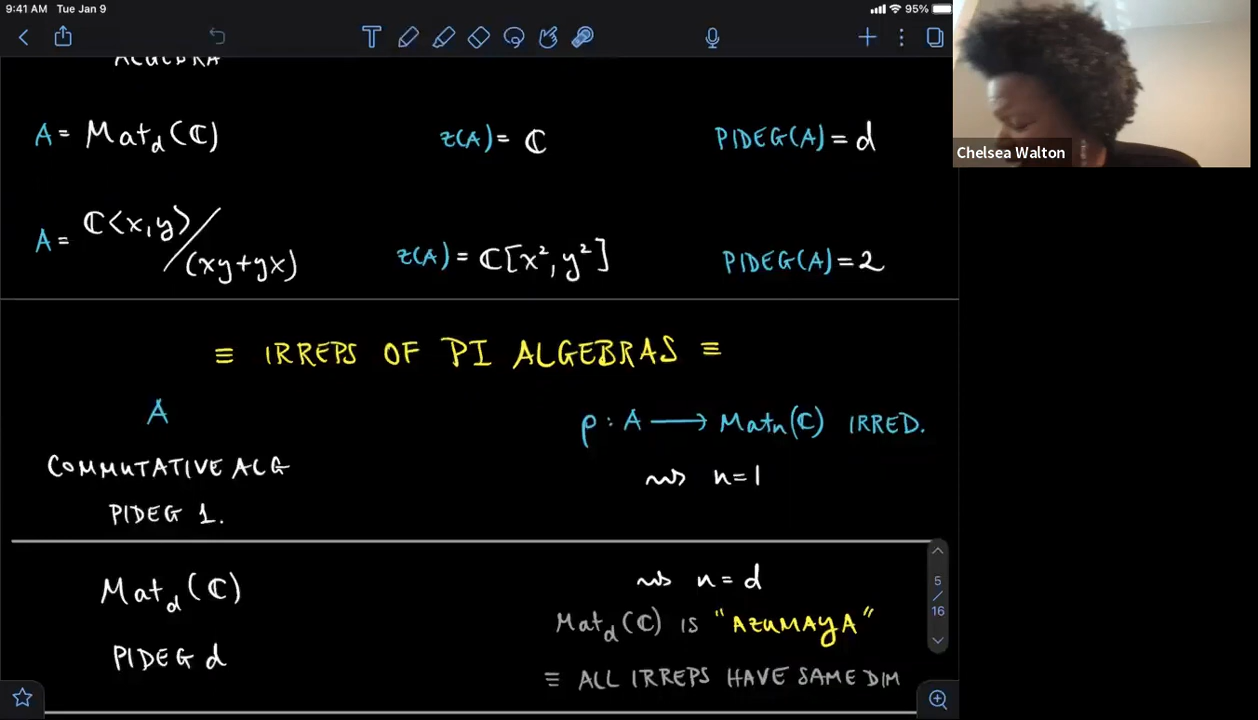 9:41 AM Tue Jan 9
95%
ALGEBRA
A = Mat_d(ℂ) Z(A) = ℂ PIDEG(A) = d
A = ℂ<x,y>/(xy+yx) Z(A) = ℂ[x², y²] PIDEG(A) = 2
≡ IRREPS OF PI ALGEBRAS ≡
A ρ : A ⟶ Matn(ℂ) IRRED.
COMMUTATIVE ALG ⇝ n=1
PIDEG 1.
Mat_d(ℂ) ⇝ n = d
Mat_d(ℂ) IS "AZUMAYA"
PIDEG d
≡ ALL IRREPS HAVE SAME DIM
5
/
16
Chelsea Walton